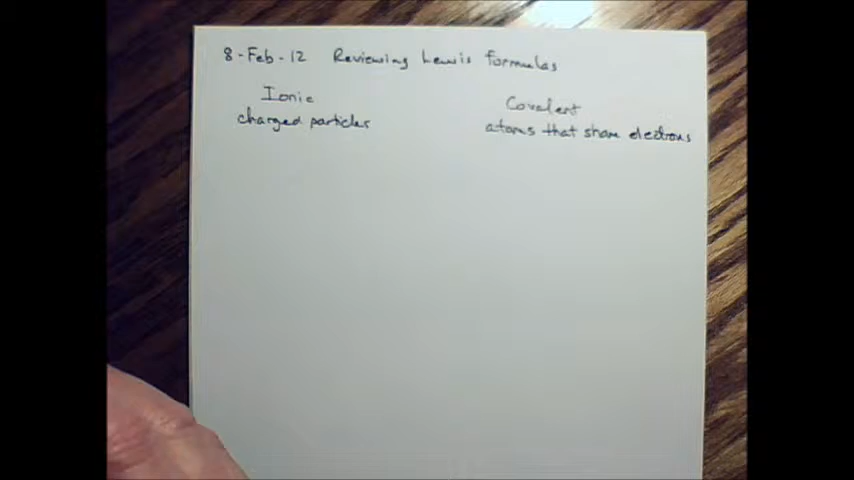 8-Feb-12 Reviewing Lewis formulas
Ionic
charged particles
Covalent
atoms that share electrons